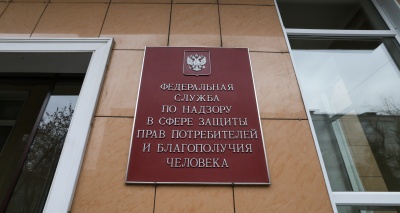 ФЕДЕРАЛЬНАЯ
СЛУЖБА
ПО НАДЗОРУ
В СФЕРЕ ЗАЩИТЫ
ПРАВ ПОТРЕБИТЕЛЕЙ
И БЛАГОПОЛУЧИЯ
ЧЕЛОВЕКА